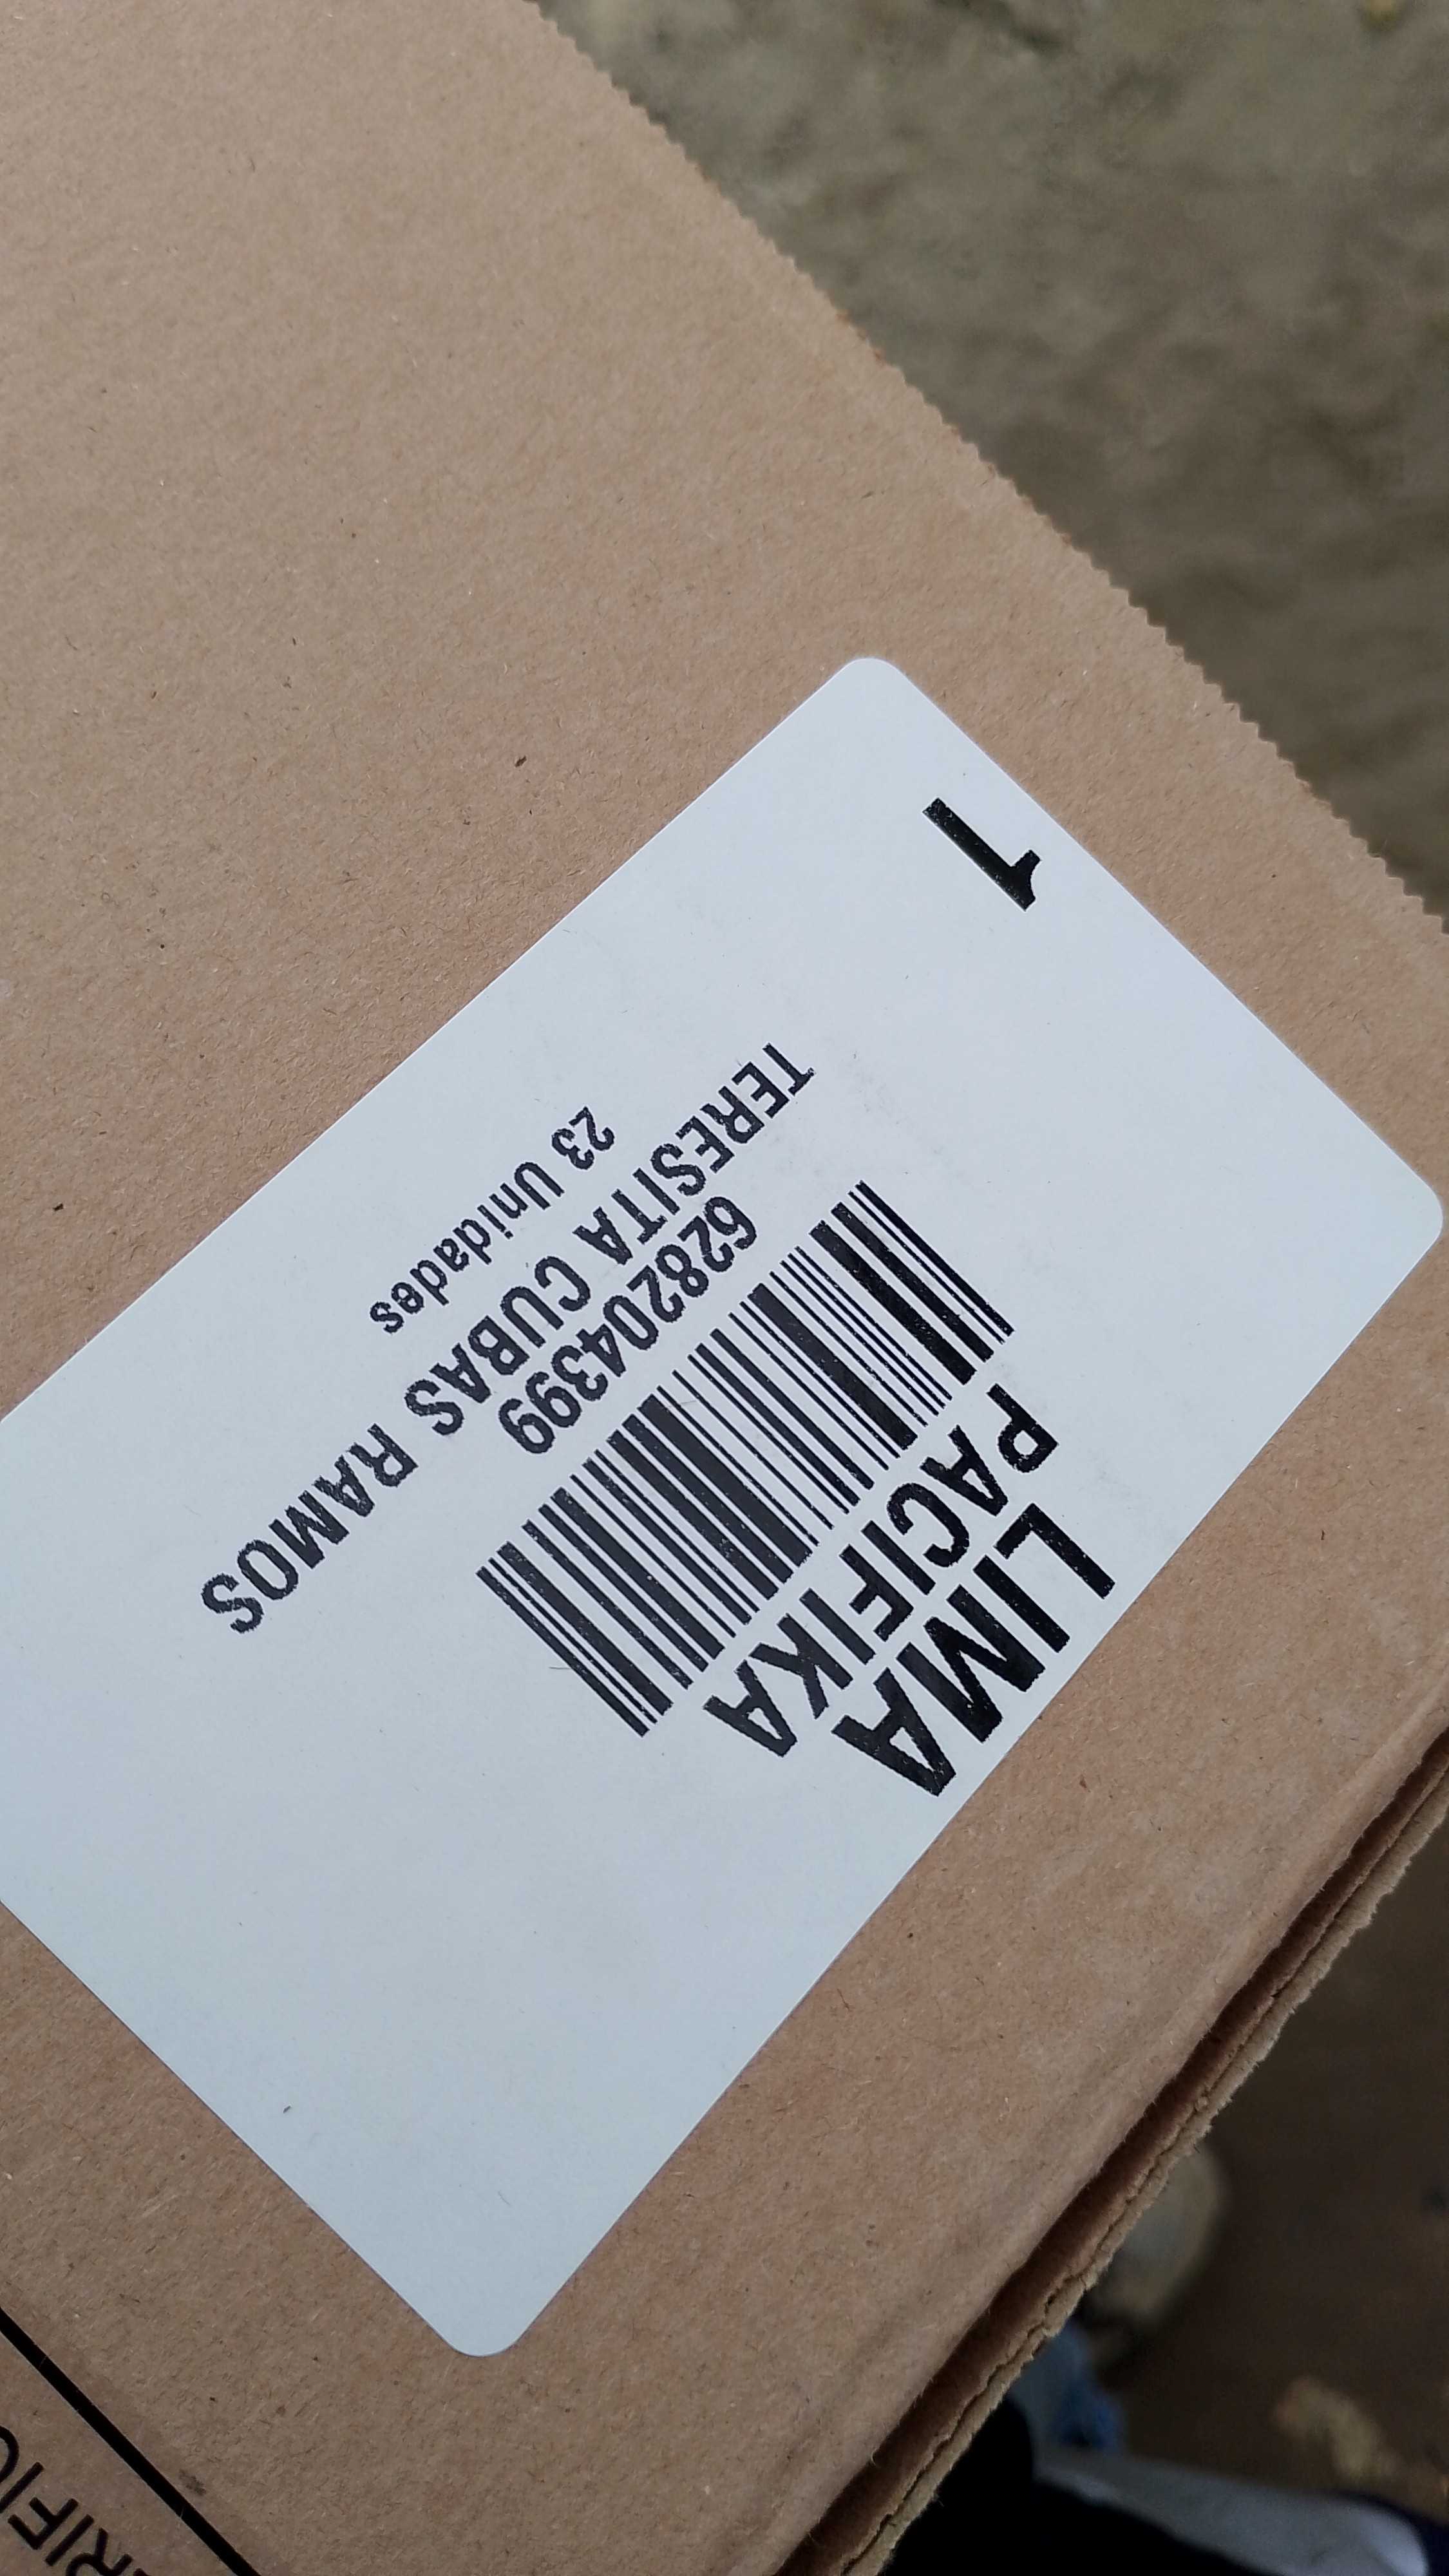 LIMA
PACIFIKA
628204399
TERESITA CUBAS RAMOS
23 Unidades
1